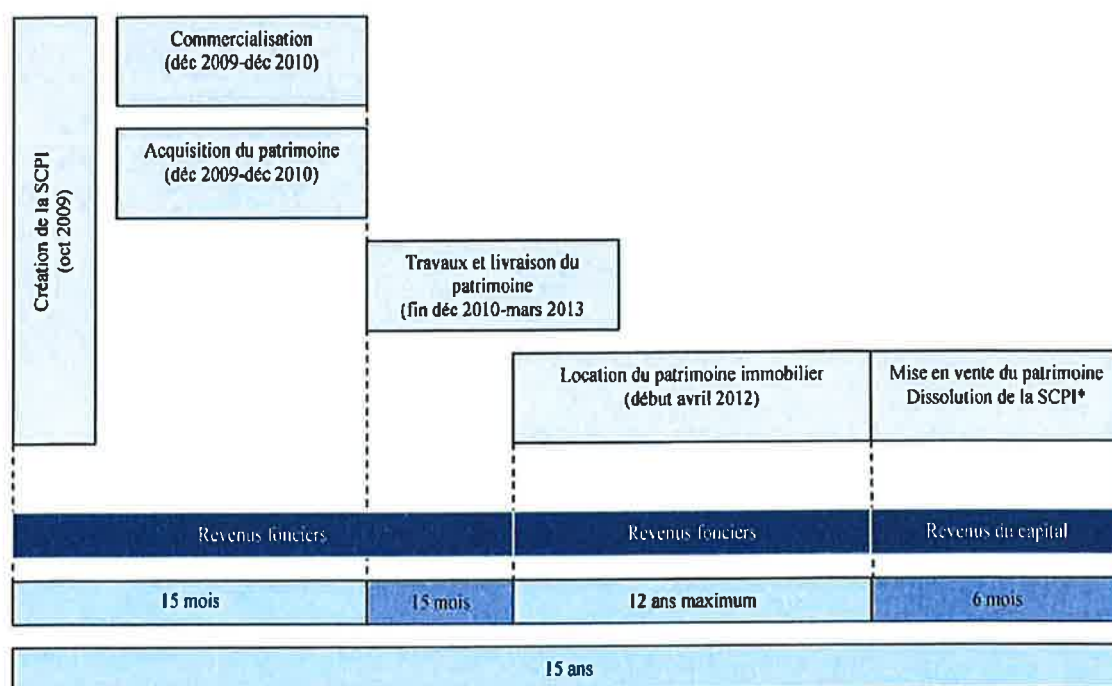 Création de la SCPI
(oct 2009)
Commercialisation
(déc 2009-déc 2010)
Acquisition du patrimoine
(déc 2009-déc 2010)
Travaux et livraison du
patrimoine
(fin déc 2010-mars 2013
Location du patrimoine immobilier
(début avril 2012)
Mise en vente du patrimoine
Dissolution de la SCPI*
Revenus fonciers
Revenus fonciers
Revenus du capital
15 mois
15 mois
12 ans maximum
6 mois
15 ans